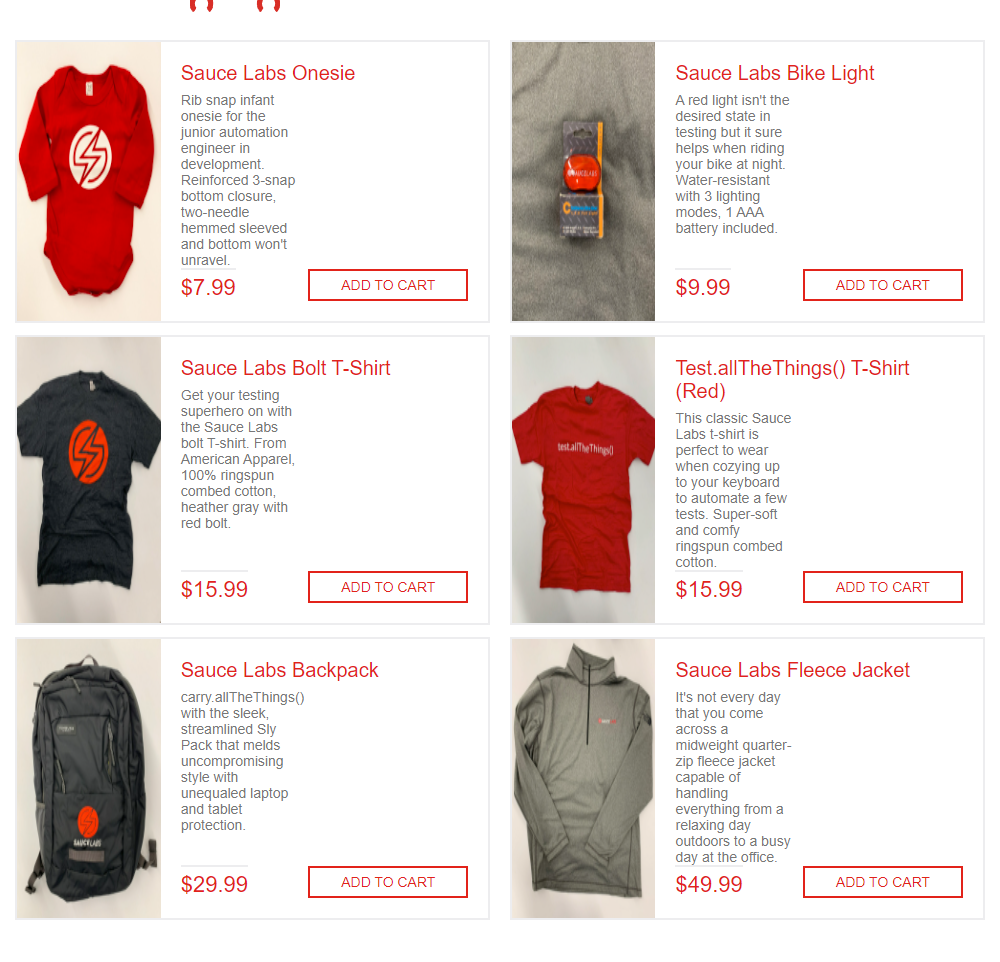 Sauce Labs Onesie
Rib snap infant
onesie for the
junior automation
engineer in
development.
Reinforced 3-snap
bottom closure,
two-needle
hemmed sleeved
and bottom won't
unravel.
$7.99
ADD TO CART
Sauce Labs Bike Light
A red light isn't the
desired state in
testing but it sure
helps when riding
your bike at night.
Water-resistant
with 3 lighting
modes, 1 AAA
battery included.
$9.99
ADD TO CART
Sauce Labs Bolt T-Shirt
Get your testing
superhero on with
the Sauce Labs
bolt T-shirt. From
American Apparel,
100% ringspun
combed cotton,
heather gray with
red bolt.
$15.99
ADD TO CART
test.allTheThings()
Test.allTheThings() T-Shirt
(Red)
This classic Sauce
Labs t-shirt is
perfect to wear
when cozying up
to your keyboard
to automate a few
tests. Super-soft
and comfy
ringspun combed
cotton.
$15.99
ADD TO CART
SAUCE LABS
Sauce Labs Backpack
carry.allTheThings()
with the sleek,
streamlined Sly
Pack that melds
uncompromising
style with
unequaled laptop
and tablet
protection.
$29.99
ADD TO CART
Sauce Labs Fleece Jacket
It's not every day
that you come
across a
midweight quarter-
zip fleece jacket
capable of
handling
everything from a
relaxing day
outdoors to a busy
day at the office.
$49.99
ADD TO CART